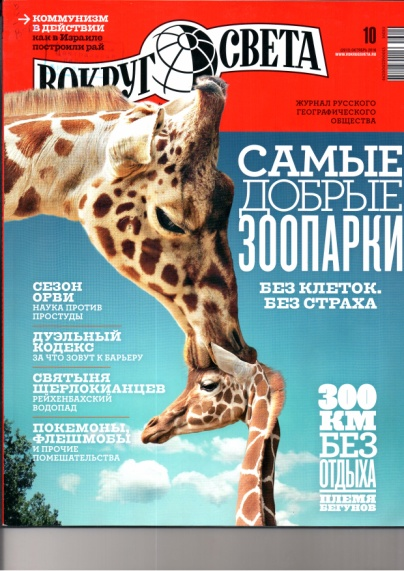 → КОММУНИЗМ
В ДЕЙСТВИИ
как в Израиле
построили рай
ВОКРУГ СВЕТА
10
ЖУРНАЛ РУССКОГО
ГЕОГРАФИЧЕСКОГО
ОБЩЕСТВА
САМЫЕ
ДОБРЫЕ
ЗООПАРКИ
БЕЗ КЛЕТОК.
БЕЗ СТРАХА
СЕЗОН
ОРВИ
НАУКА ПРОТИВ
ПРОСТУДЫ
ДУЭЛЬНЫЙ
КОДЕКС
ЗА ЧТО ЗОВУТ К БАРЬЕРУ
СВЯТЫНЯ
ШЕРЛОКИАНЦЕВ
РЕЙХЕНБАХСКИЙ
ВОДОПАД
ПОКЕМОНЫ,
ФЛЕШМОБЫ
И ПРОЧИЕ
ПОМЕШАТЕЛЬСТВА
300
КМ
БЕЗ
ОТДЫХА
ПЛЕМЯ
БЕГУНОВ